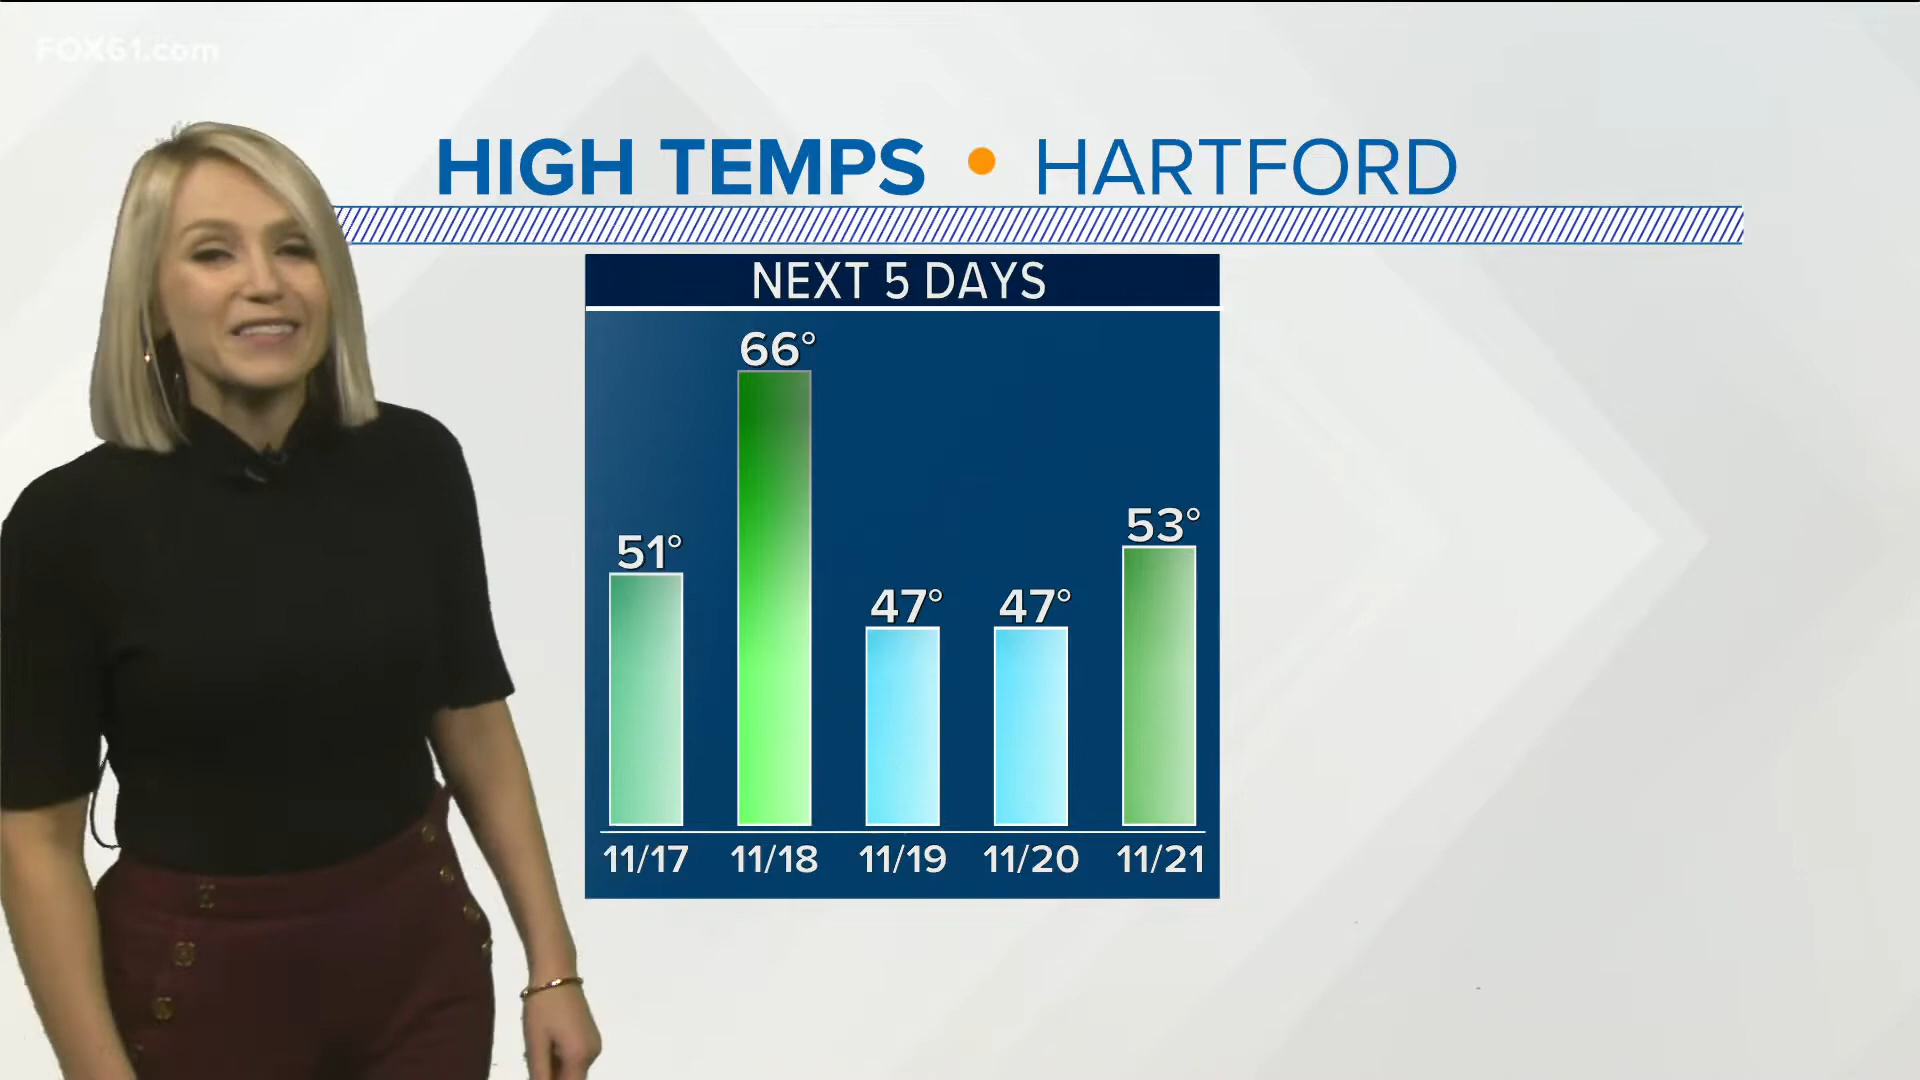 FOX61.com
HIGH TEMPS • HARTFORD
NEXT 5 DAYS
51° 66° 47° 47° 53°
11/17 11/18 11/19 11/20 11/21